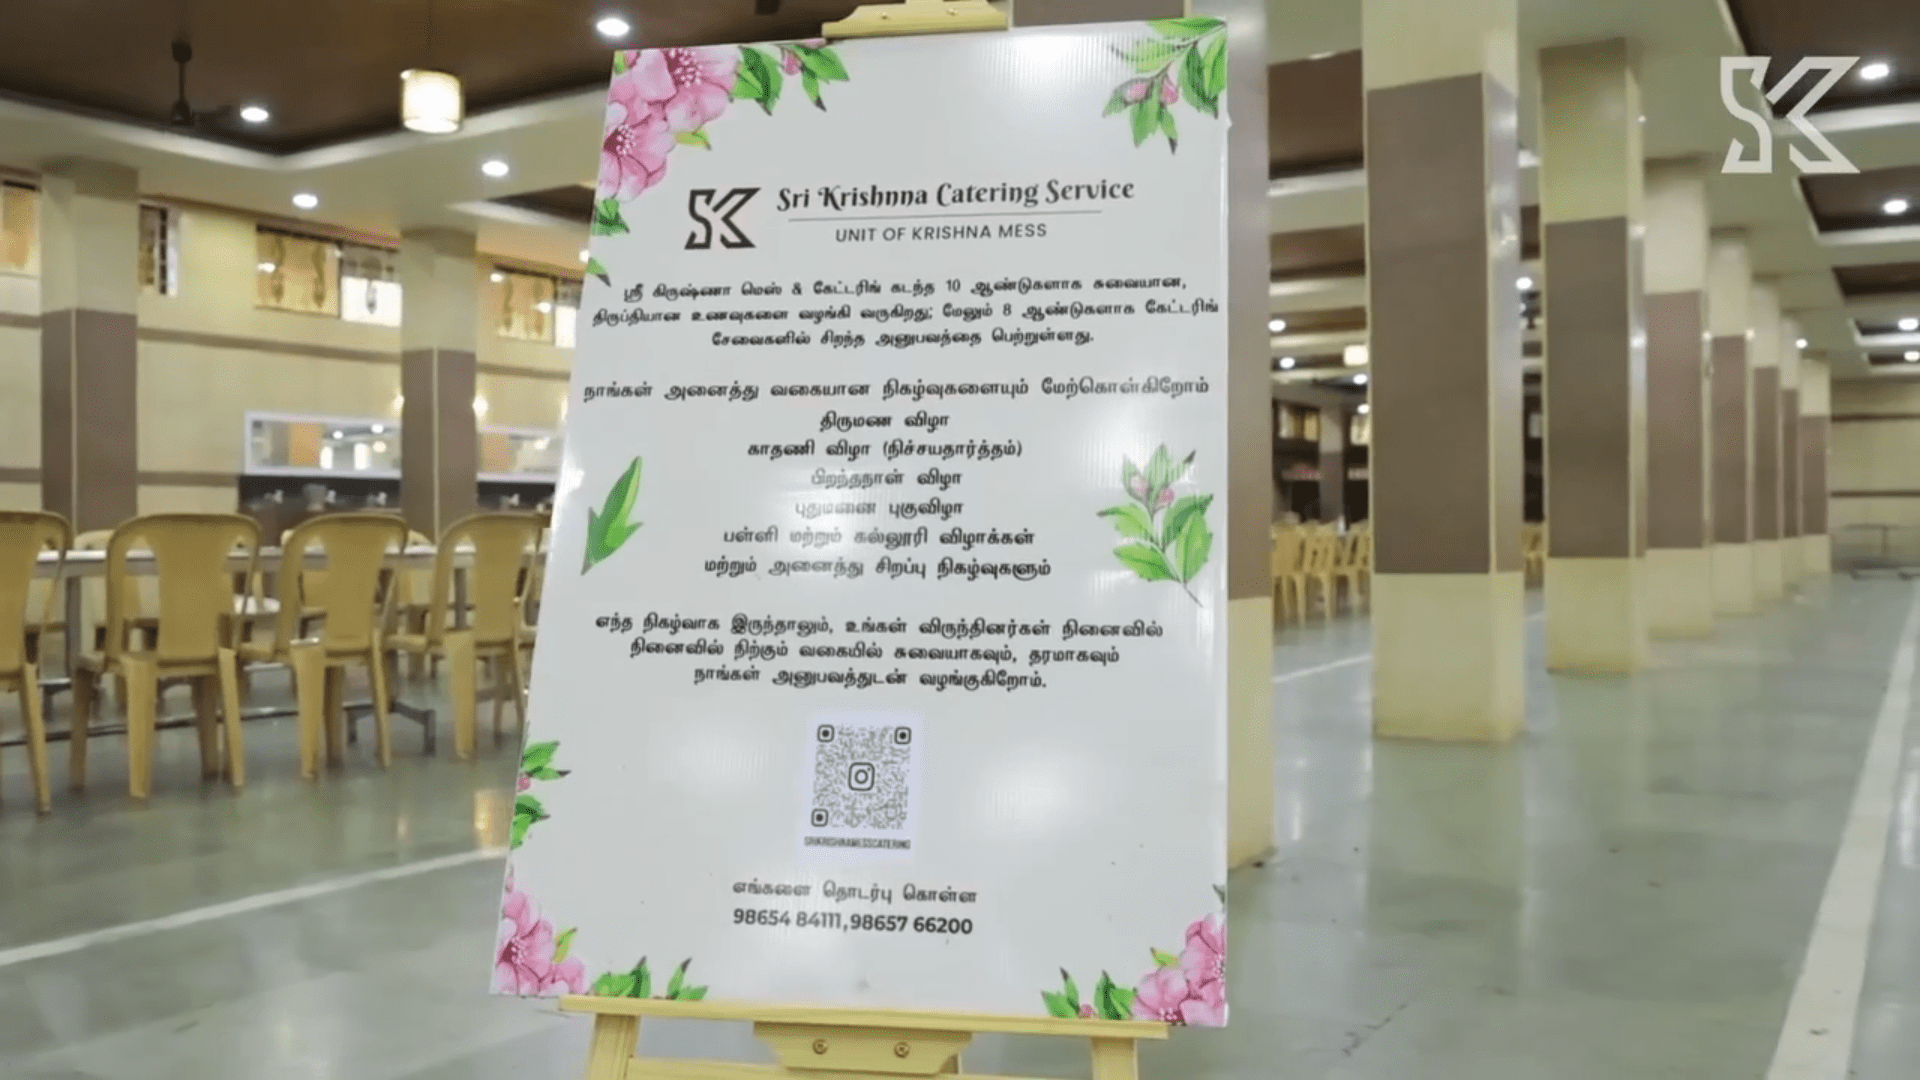 SK
SK
Sri Krishnna Catering Service
UNIT OF KRISHNA MESS
ஸ்ரீ கிருஷ்ணா மெஸ் & கேட்டரிங் கடந்த 10 ஆண்டுகளாக சுவையான,
திருப்தியான உணவுகளை வழங்கி வருகிறது; மேலும் 8 ஆண்டுகளாக கேட்டரிங்
சேவைகளில் சிறந்த அனுபவத்தை பெற்றுள்ளது.
நாங்கள் அனைத்து வகையான நிகழ்வுகளையும் மேற்கொள்கிறோம்
திருமண விழா
காதணி விழா (நிச்சயதார்த்தம்)
பிறந்தநாள் விழா
புதுமனை புகுவிழா
பள்ளி மற்றும் கல்லூரி விழாக்கள்
மற்றும் அனைத்து சிறப்பு நிகழ்வுகளும்
எந்த நிகழ்வாக இருந்தாலும், உங்கள் விருந்தினர்கள் நினைவில்
நினைவில் நிற்கும் வகையில் சுவையாகவும், தரமாகவும்
நாங்கள் அனுபவத்துடன் வழங்குகிறோம்.
SRIKRISHNAMESSCATERING
எங்களை தொடர்பு கொள்ள
98654 84111,98657 66200